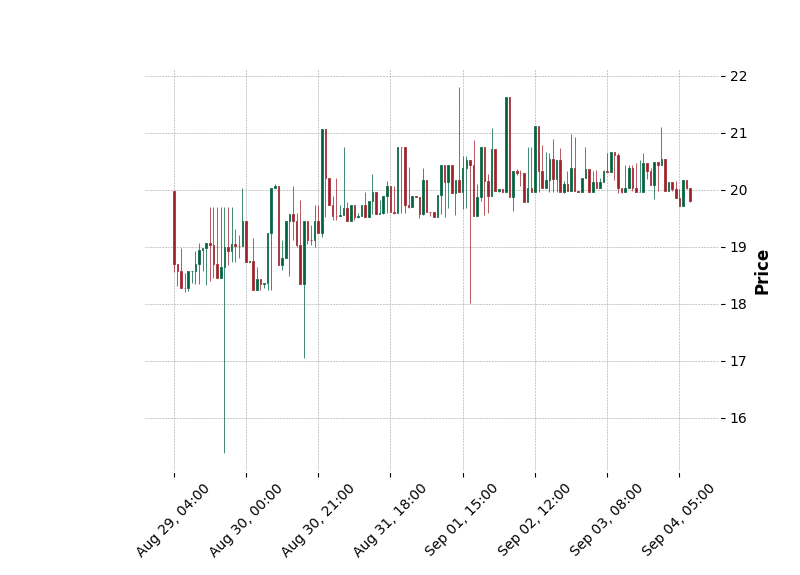 22
21
20
19
18
17
16
Price
Aug 29, 04:00
Aug 30, 00:00
Aug 30, 21:00
Aug 31, 18:00
Sep 01, 15:00
Sep 02, 12:00
Sep 03, 08:00
Sep 04, 05:00